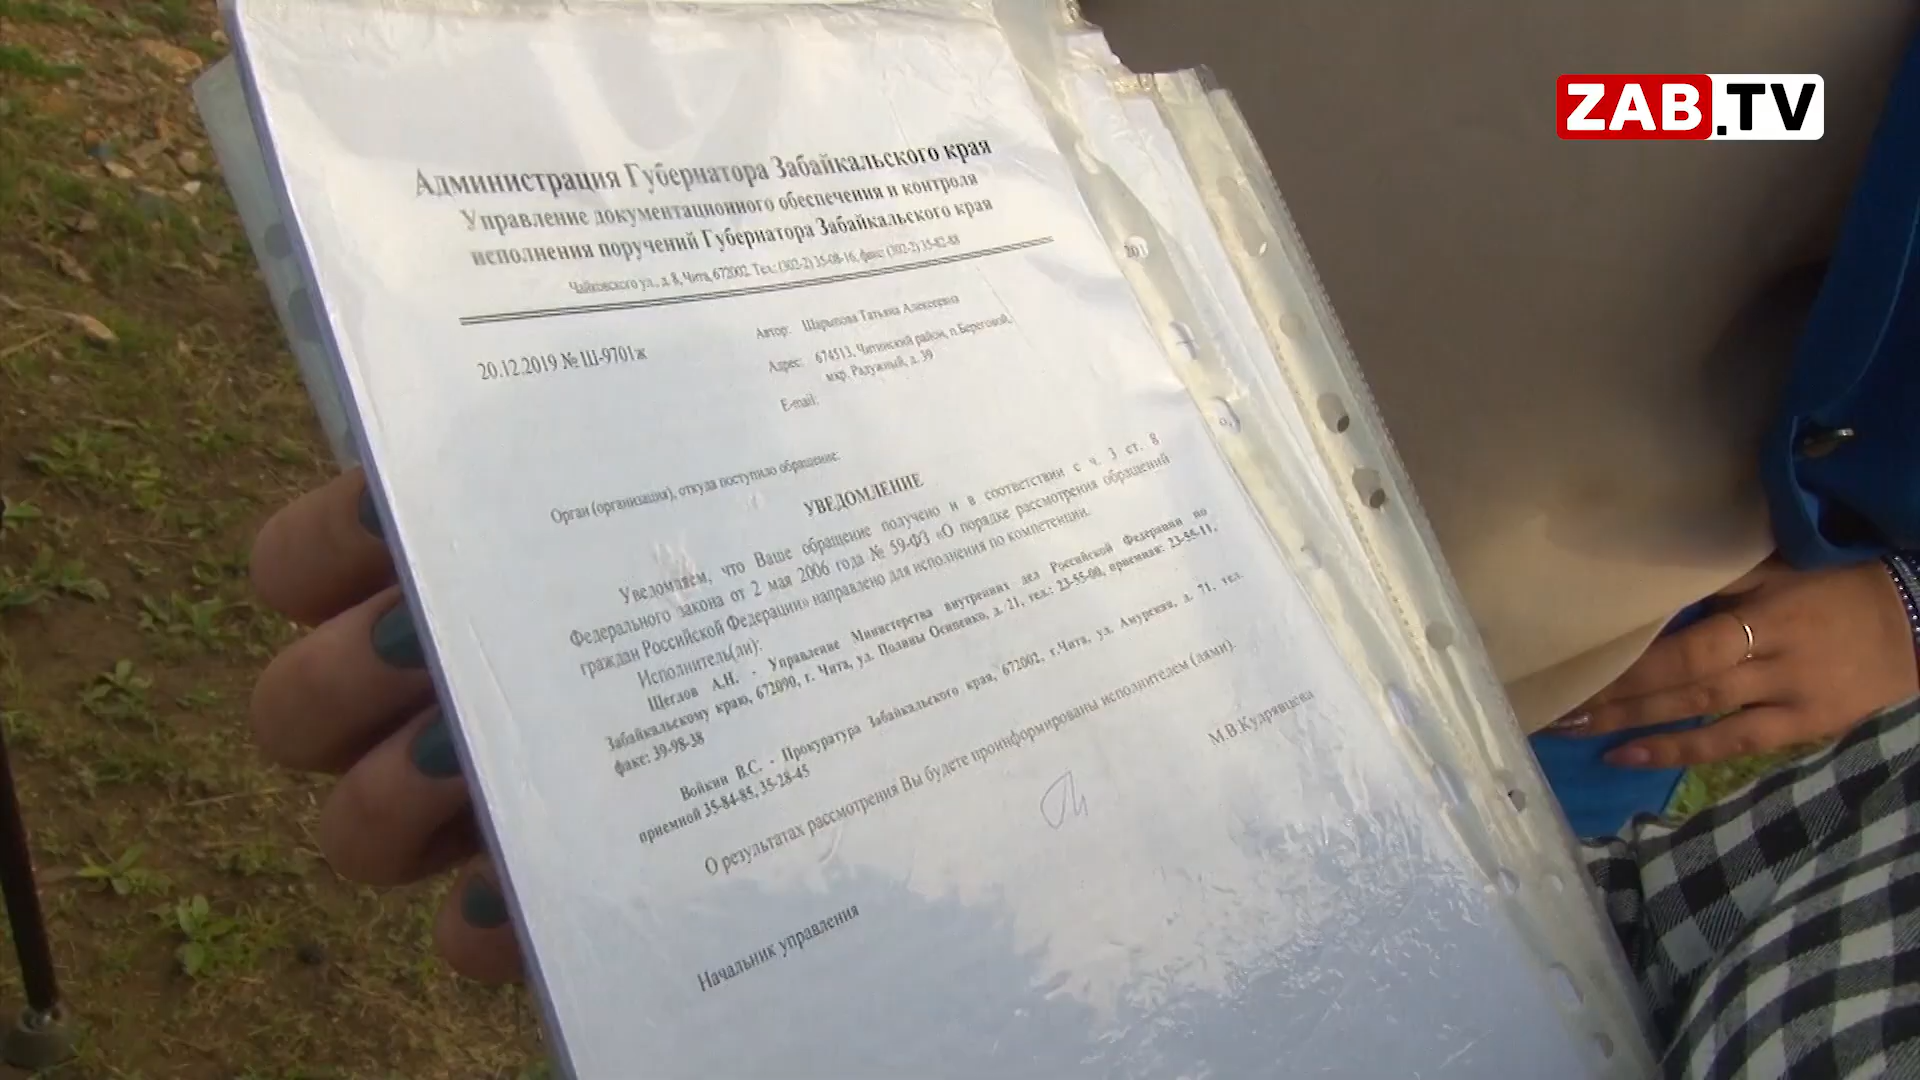 ZAB.TV
Администрация Губернатора Забайкальского края
Управление документационного обеспечения и контроля
исполнения поручений Губернатора Забайкальского края
Чайковского ул., д. 8, Чита, 672002. Тел.: (302-2) 35-08-16, факс: (302-2) 35-82-88
20.12.2019 № Ш-9701ж
Автор: Шарыпова Татьяна Алексеевна
Адрес: 674513, Читинский район, п.Береговой,
мкр. Радужный, д. 39
E-mail:
Орган (организация), откуда поступило обращение:
УВЕДОМЛЕНИЕ
Уведомляем, что Ваше обращение получено и в соответствии с ч. 3 ст. 8
Федерального закона от 2 мая 2006 года № 59-ФЗ «О порядке рассмотрения обращений
граждан Российской Федерации» направлено для исполнения по компетенции.
Исполнитель(ли):
Щеглов А.Н. - Управление Министерства внутренних дел Российской Федерации по
Забайкальскому краю, 672090, г. Чита, ул. Полины Осипенко, д. 21, тел.: 23-55-00, приемная: 23-55-11,
факс: 39-98-38
Войкин В.С. - Прокуратура Забайкальского края, 672002, г.Чита, ул. Амурская, д. 71, тел.
приемной 35-84-85, 35-28-45
О результатах рассмотрения Вы будете проинформированы исполнителем (лями).
М.В.Кудрявцева
Начальник управления